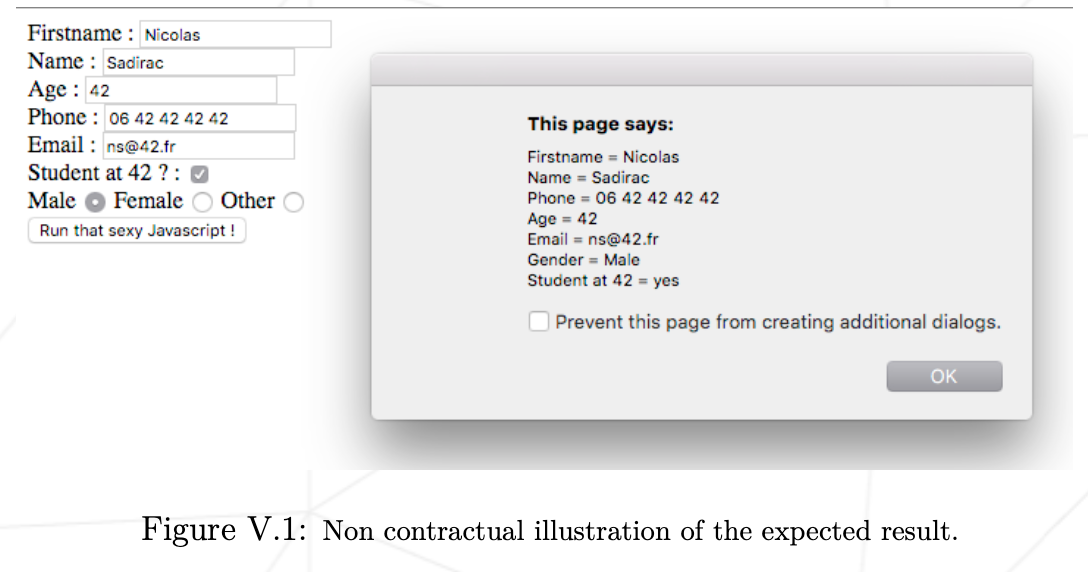 Firstname : Nicolas
Name : Sadirac
Age : 42
Phone : 06 42 42 42 42
Email : ns@42.fr
Student at 42 ? :
Male Female Other
Run that sexy Javascript !
This page says:
Firstname = Nicolas
Name = Sadirac
Phone = 06 42 42 42 42
Age = 42
Email = ns@42.fr
Gender = Male
Student at 42 = yes
Prevent this page from creating additional dialogs.
OK
Figure V.1: Non contractual illustration of the expected result.